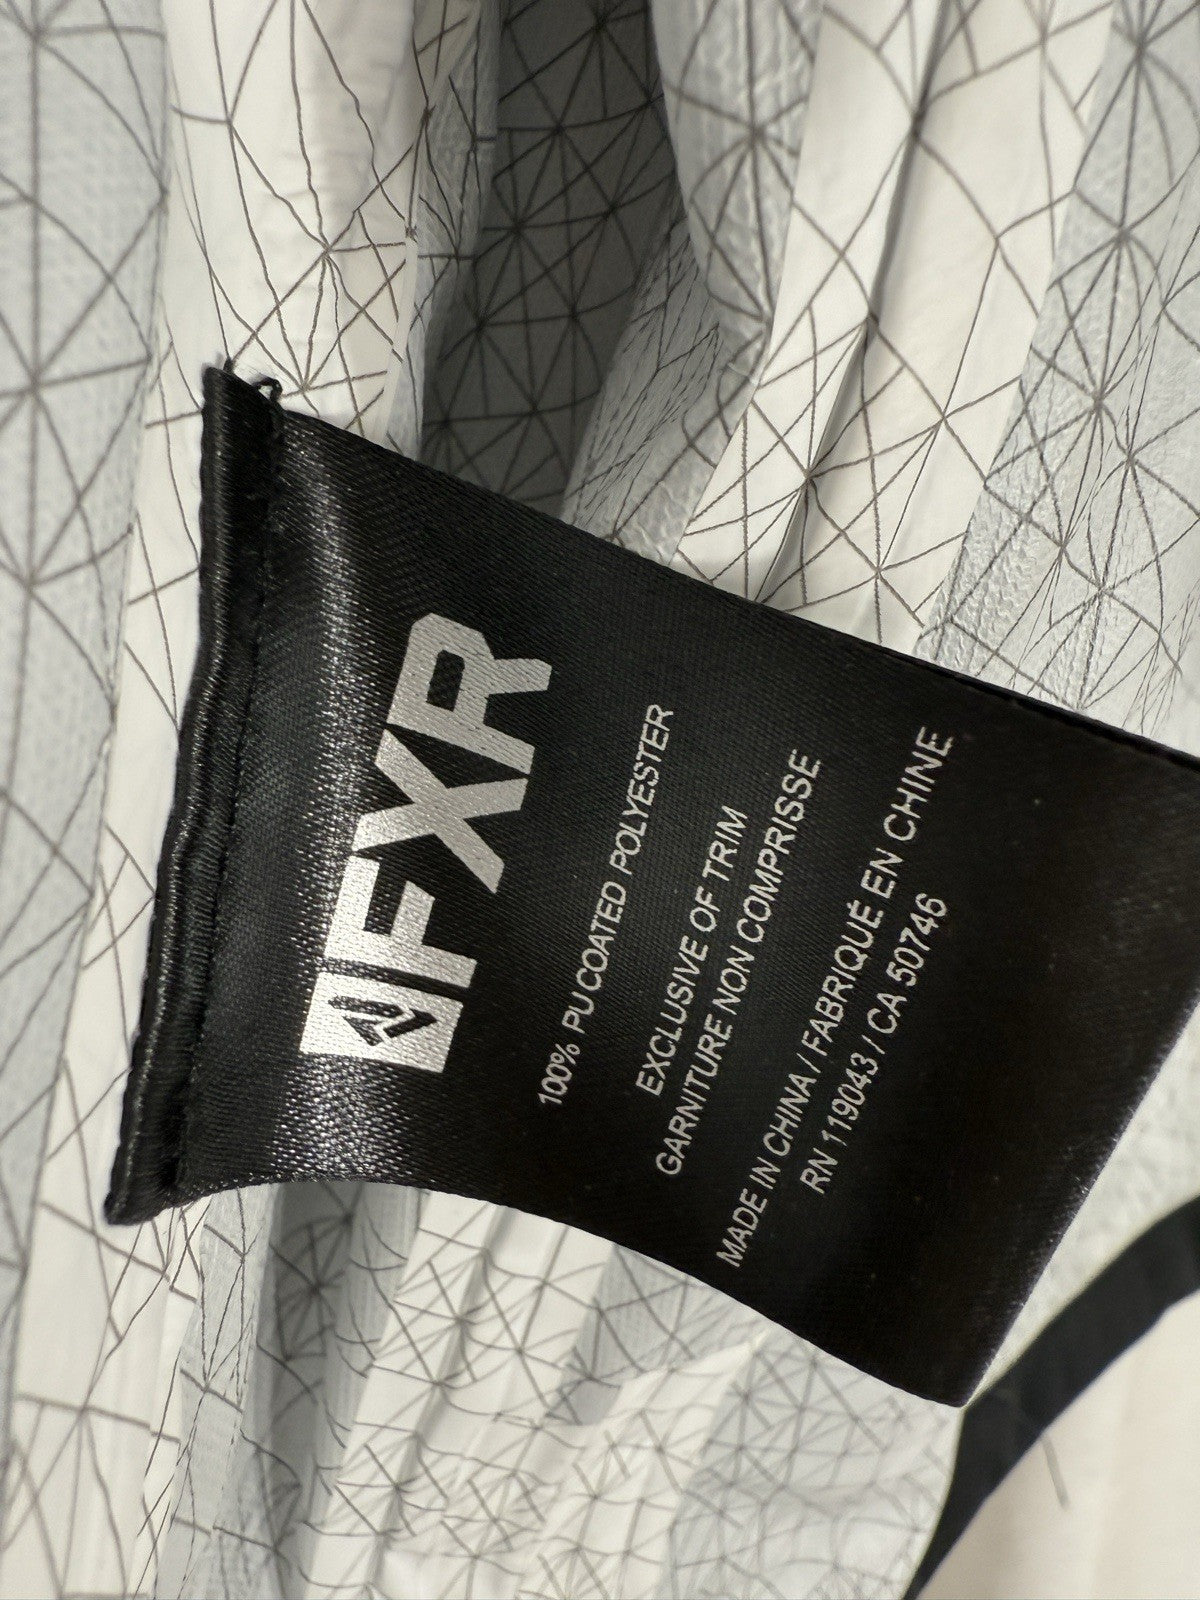 FXR
100% PU COATED POLYESTER
EXCLUSIVE OF TRIM
GARNITURE NON COMPRISSE
MADE IN CHINA / FABRIQUÉ EN CHINE
RN 119043 / CA 50746